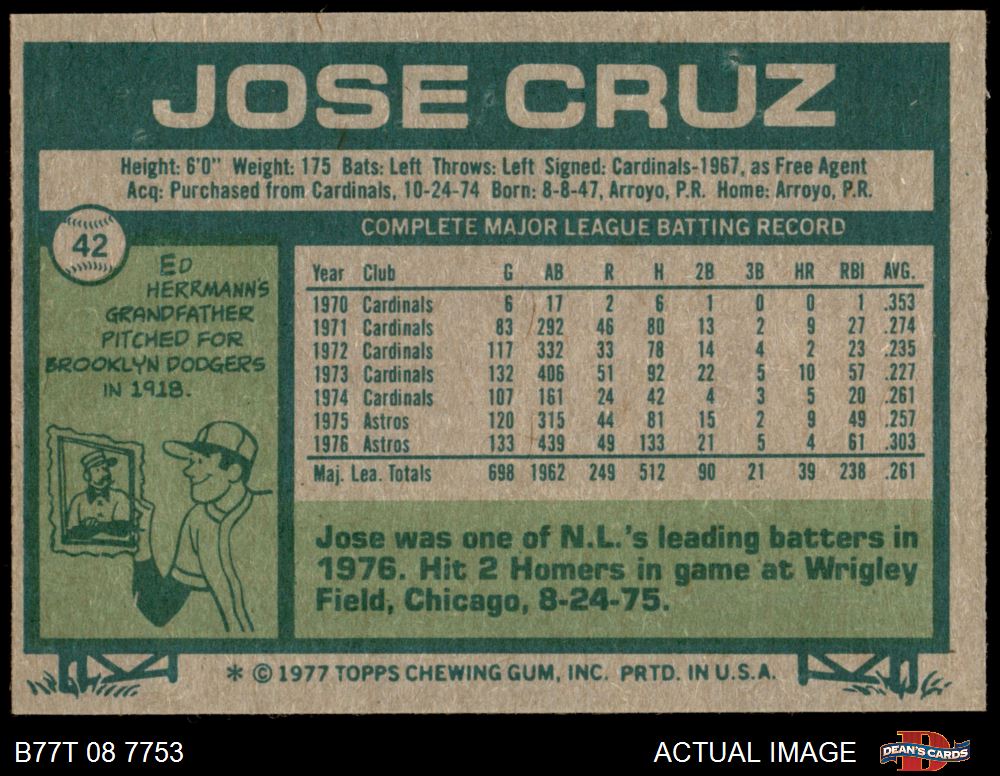 JOSE CRUZ
Height: 6'0" Weight: 175 Bats: Left Throws: Left Signed: Cardinals-1967, as Free Agent
Acq: Purchased from Cardinals, 10-24-74 Born: 8-8-47, Arroyo, P.R. Home: Arroyo, P.R.
42
ED
HERRMANN'S
GRANDFATHER
PITCHED FOR
BROOKLYN DODGERS
IN 1918.
COMPLETE MAJOR LEAGUE BATTING RECORD
Year Club G AB R H 2B 3B HR RBI AVG.
1970 Cardinals 6 17 2 6 1 0 0 1 .353
1971 Cardinals 83 292 46 80 13 2 9 27 .274
1972 Cardinals 117 332 33 78 14 4 2 23 .235
1973 Cardinals 132 406 51 92 22 5 10 57 .227
1974 Cardinals 107 161 24 42 4 3 5 20 .261
1975 Astros 120 315 44 81 15 2 9 49 .257
1976 Astros 133 439 49 133 21 5 4 61 .303
Maj. Lea. Totals 698 1962 249 512 90 21 39 238 .261
Jose was one of N.L.'s leading batters in
1976. Hit 2 Homers in game at Wrigley
Field, Chicago, 8-24-75.
* © 1977 TOPPS CHEWING GUM, INC. PRTD. IN U.S.A.
B77T 08 7753
ACTUAL IMAGE
DEAN'S CARDS